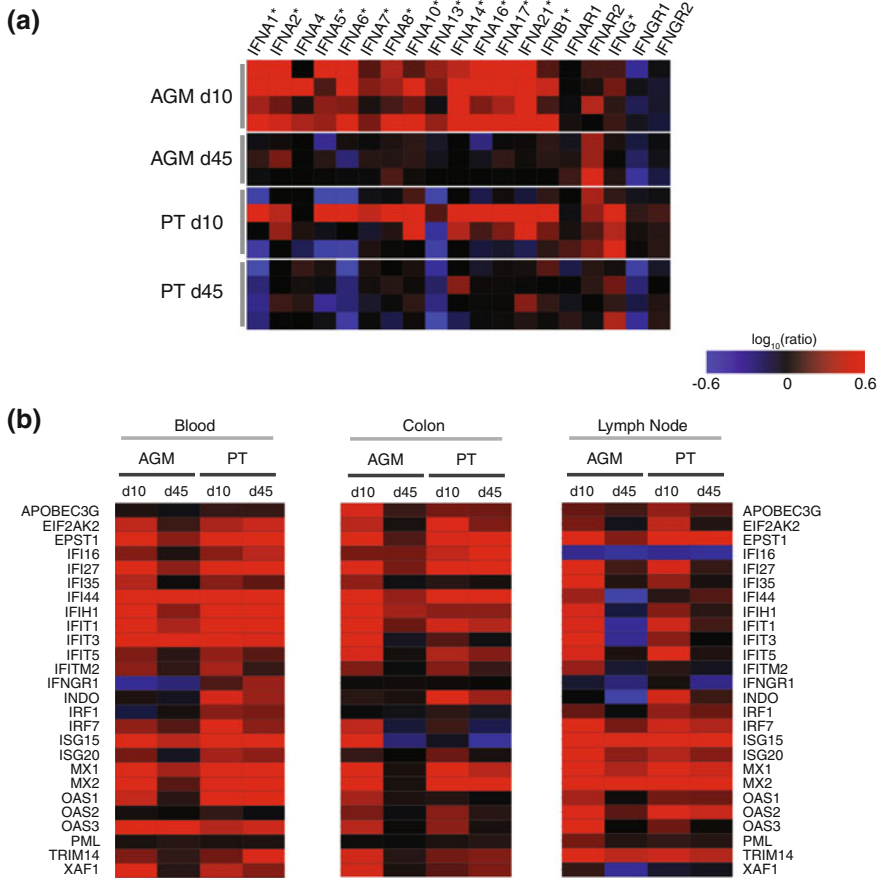 (a)
IFNA1* IFNA2* IFNA4 IFNA5* IFNA6* IFNA7* IFNA8* IFNA10* IFNA13* IFNA14* IFNA16* IFNA17* IFNA21* IFNB1* IFNAR1 IFNAR2 IFNG* IFNGR1 IFNGR2
AGM d10
AGM d45
PT d10
PT d45
log10(ratio)
-0.6 0 0.6
(b)
Blood Colon Lymph Node
AGM PT AGM PT AGM PT
d10 d45 d10 d45 d10 d45 d10 d45 d10 d45 d10 d45
APOBEC3G APOBEC3G
EIF2AK2 EIF2AK2
EPST1 EPST1
IFI16 IFI16
IFI27 IFI27
IFI35 IFI35
IFI44 IFI44
IFIH1 IFIH1
IFIT1 IFIT1
IFIT3 IFIT3
IFIT5 IFIT5
IFITM2 IFITM2
IFNGR1 IFNGR1
INDO INDO
IRF1 IRF1
IRF7 IRF7
ISG15 ISG15
ISG20 ISG20
MX1 MX1
MX2 MX2
OAS1 OAS1
OAS2 OAS2
OAS3 OAS3
PML PML
TRIM14 TRIM14
XAF1 XAF1